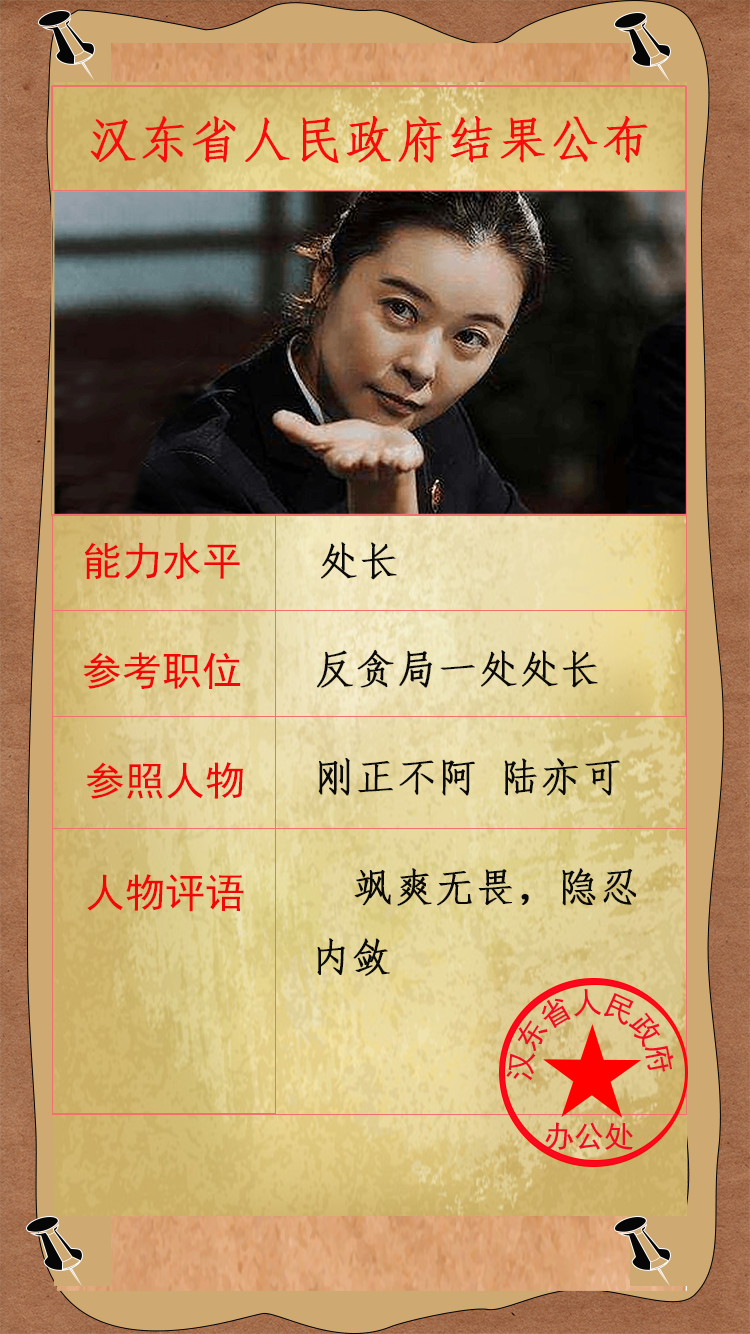 汉东省人民政府结果公布
能力水平 处长
参考职位 反贪局一处处长
参照人物 刚正不阿 陆亦可
人物评语 飒爽无畏，隐忍
内敛
汉东省人民政府
办公处